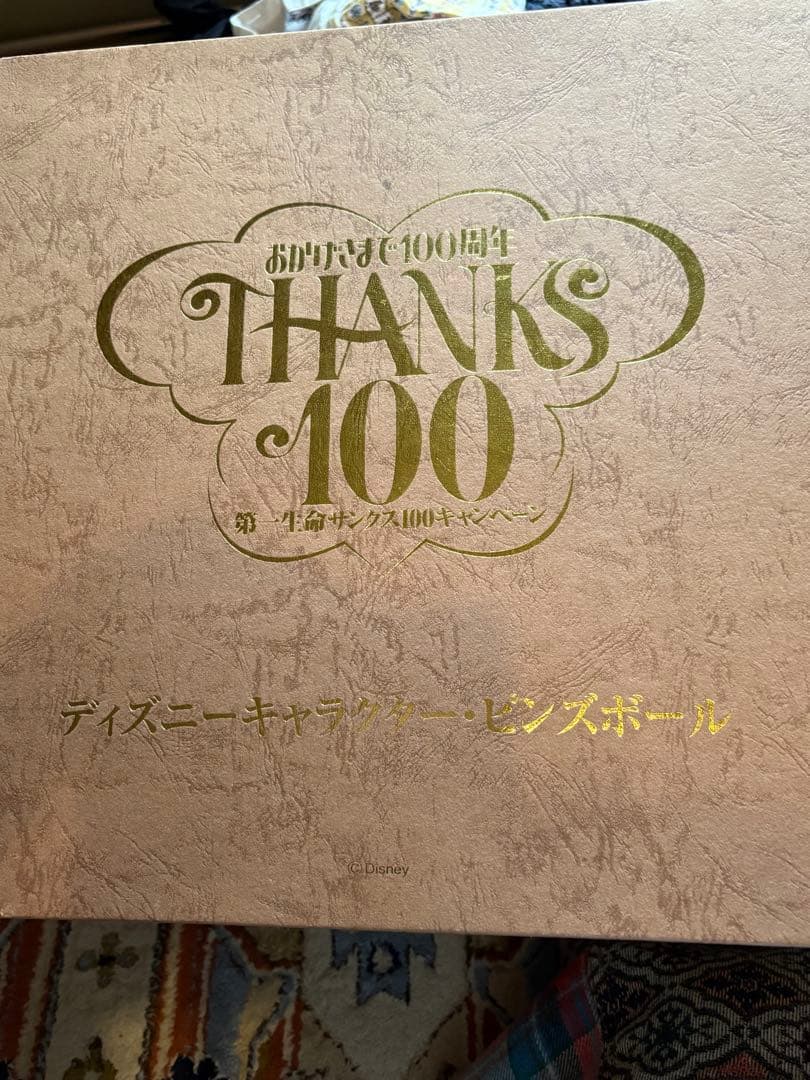 おかげさまで100周年
THANKS
100
第一生命サンクス100キャンペーン
ディズニーキャラクター・ピンズボール
© Disney